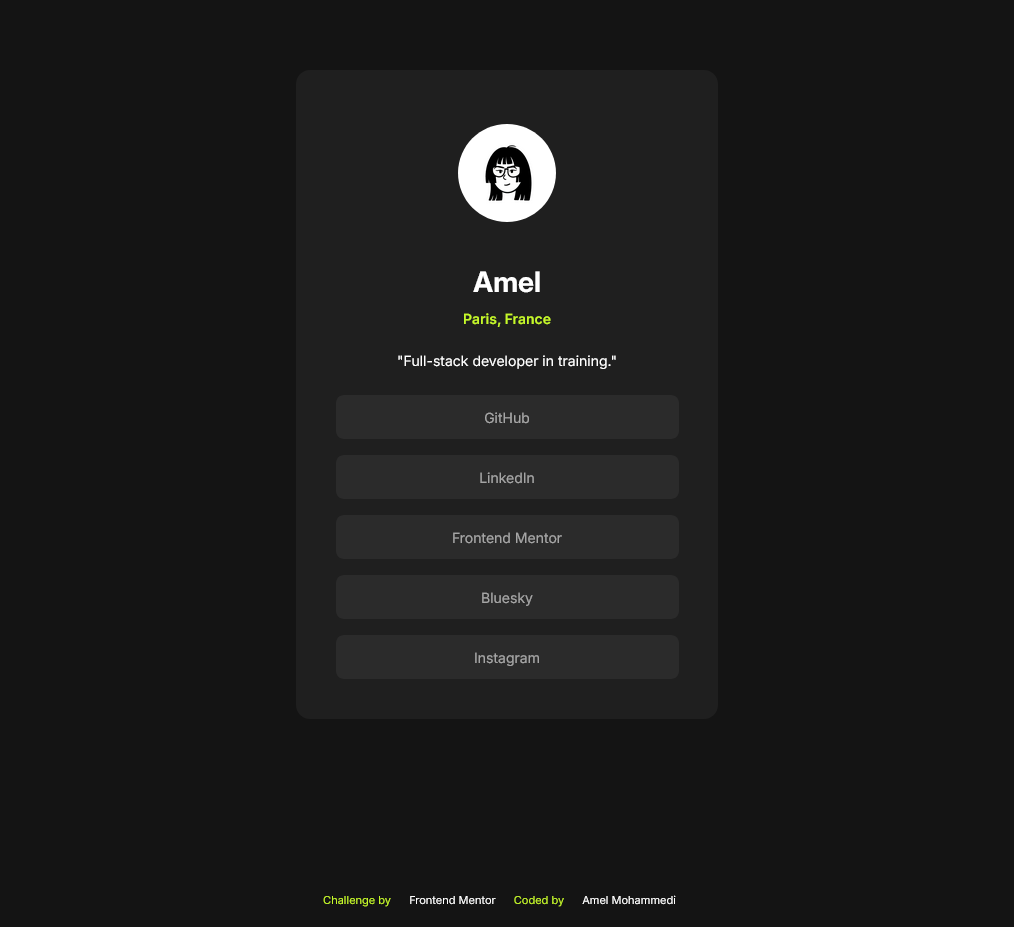 Amel
Paris, France
"Full-stack developer in training."
GitHub
LinkedIn
Frontend Mentor
Bluesky
Instagram
Challenge by Frontend Mentor Coded by Amel Mohammedi